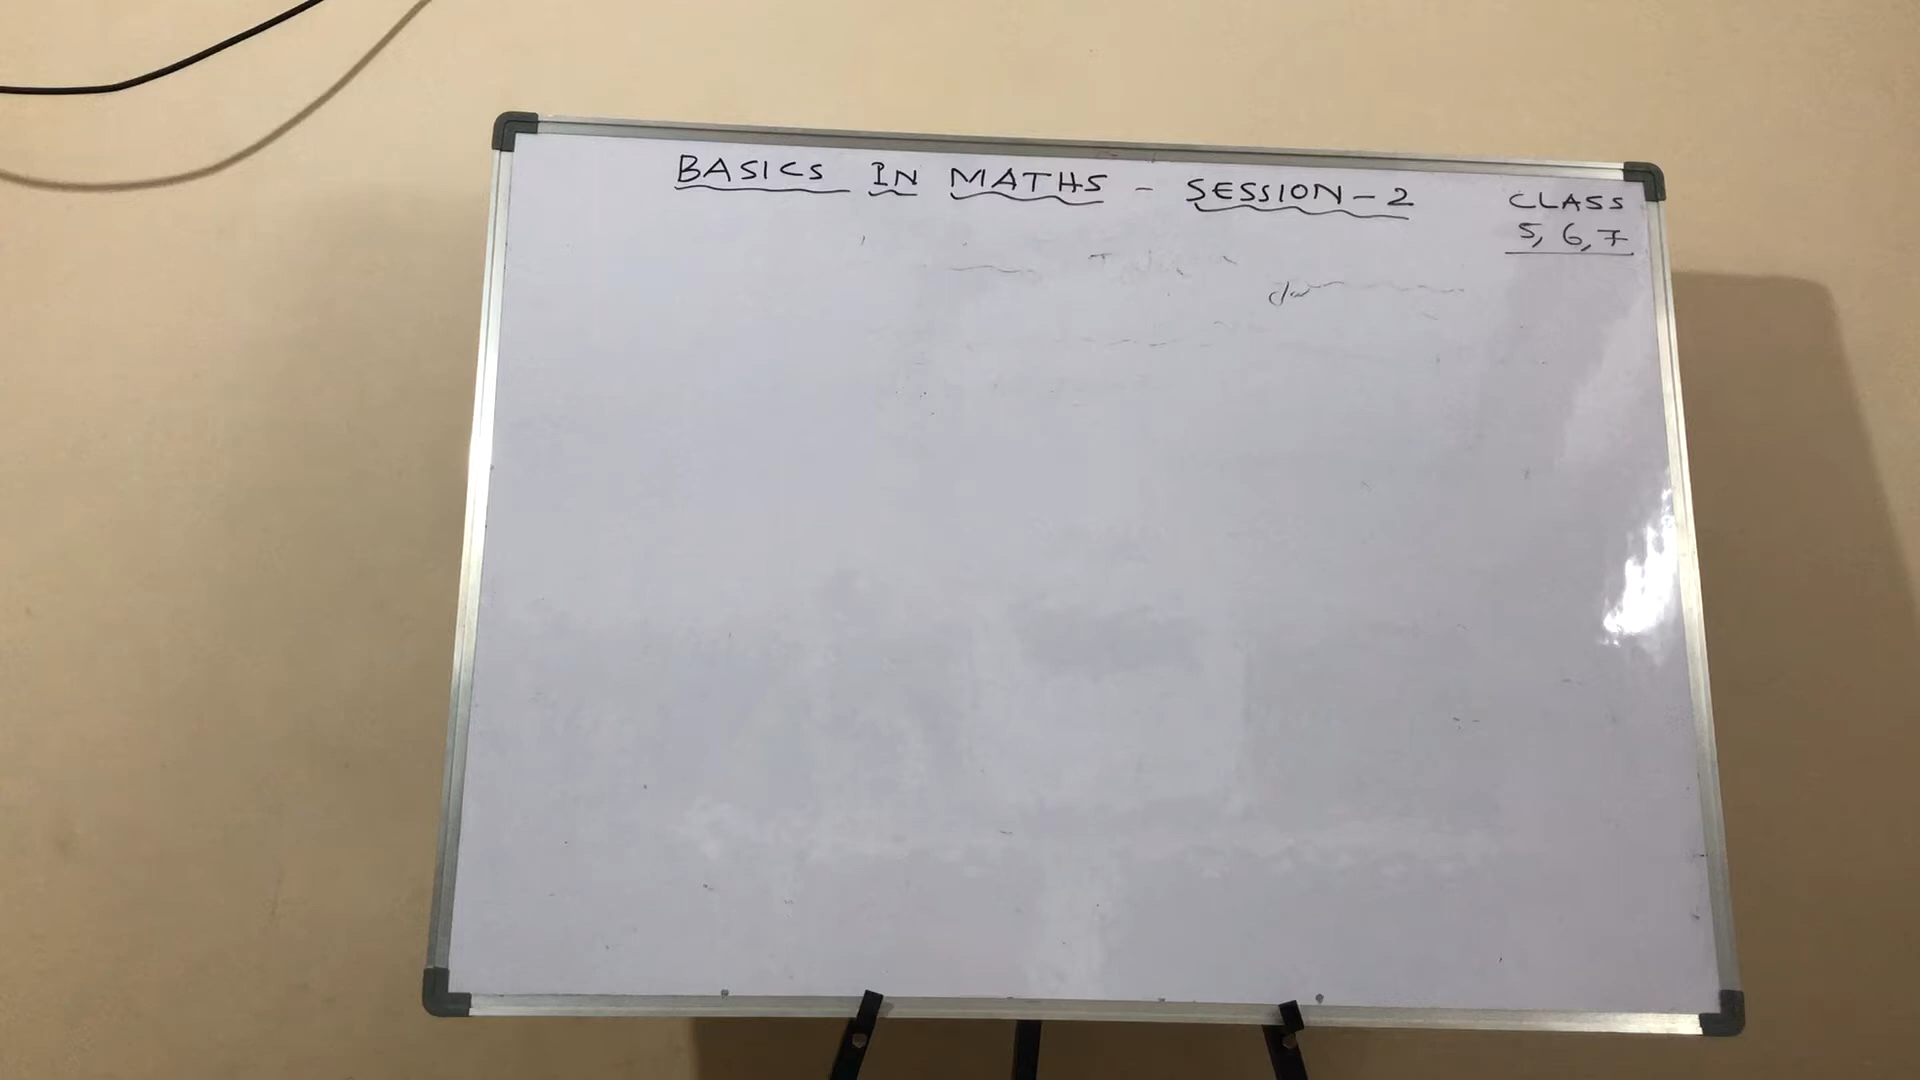 BASICS IN MATHS - SESSION - 2
CLASS
5, 6, 7